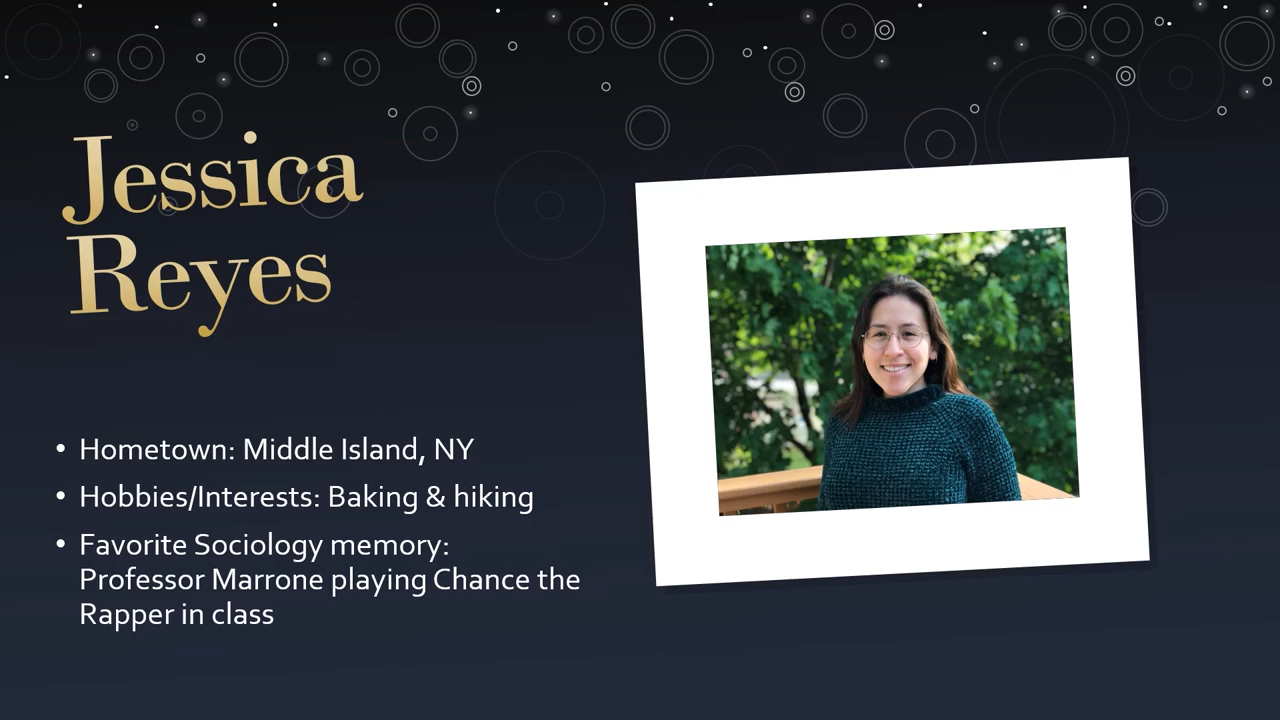 Jessica
Reyes
• Hometown: Middle Island, NY
• Hobbies/Interests: Baking & hiking
• Favorite Sociology memory:
Professor Marrone playing Chance the
Rapper in class